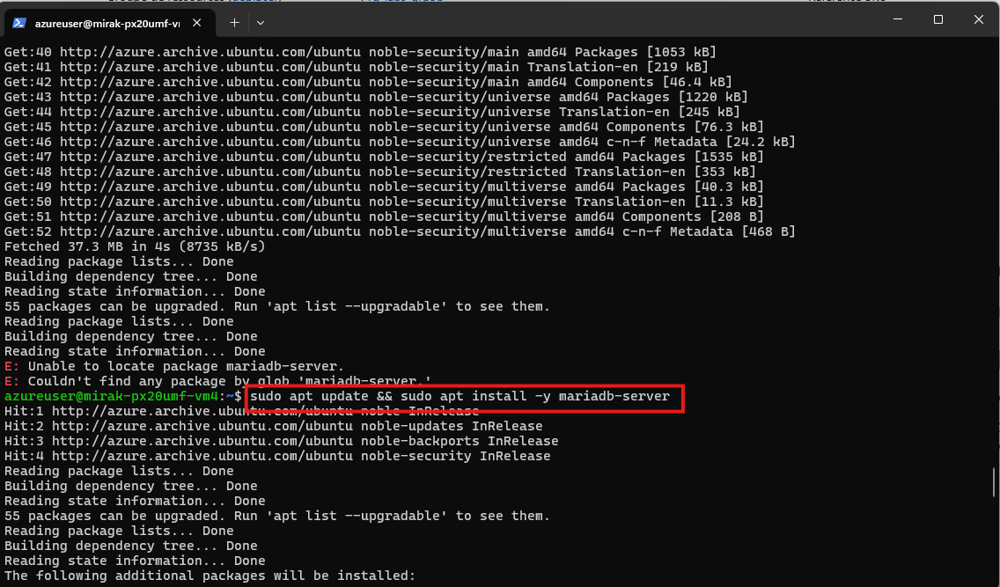 azureuser@mirak-px20umf-vm
Get:40 http://azure.archive.ubuntu.com/ubuntu noble-security/main amd64 Packages [1053 kB]
Get:41 http://azure.archive.ubuntu.com/ubuntu noble-security/main Translation-en [219 kB]
Get:42 http://azure.archive.ubuntu.com/ubuntu noble-security/main amd64 Components [46.4 kB]
Get:43 http://azure.archive.ubuntu.com/ubuntu noble-security/universe amd64 Packages [1220 kB]
Get:44 http://azure.archive.ubuntu.com/ubuntu noble-security/universe Translation-en [245 kB]
Get:45 http://azure.archive.ubuntu.com/ubuntu noble-security/universe amd64 Components [76.3 kB]
Get:46 http://azure.archive.ubuntu.com/ubuntu noble-security/universe amd64 c-n-f Metadata [24.2 kB]
Get:47 http://azure.archive.ubuntu.com/ubuntu noble-security/restricted amd64 Packages [1535 kB]
Get:48 http://azure.archive.ubuntu.com/ubuntu noble-security/restricted Translation-en [353 kB]
Get:49 http://azure.archive.ubuntu.com/ubuntu noble-security/multiverse amd64 Packages [40.3 kB]
Get:50 http://azure.archive.ubuntu.com/ubuntu noble-security/multiverse Translation-en [11.3 kB]
Get:51 http://azure.archive.ubuntu.com/ubuntu noble-security/multiverse amd64 Components [208 B]
Get:52 http://azure.archive.ubuntu.com/ubuntu noble-security/multiverse amd64 c-n-f Metadata [468 B]
Fetched 37.3 MB in 4s (8735 kB/s)
Reading package lists... Done
Building dependency tree... Done
Reading state information... Done
55 packages can be upgraded. Run 'apt list --upgradable' to see them.
Reading package lists... Done
Building dependency tree... Done
Reading state information... Done
E: Unable to locate package mariadb-server.
E: Couldn't find any package by glob 'mariadb-server.'
azureuser@mirak-px20umf-vm4:~$ sudo apt update && sudo apt install -y mariadb-server
Hit:1 http://azure.archive.ubuntu.com/ubuntu noble InRelease
Hit:2 http://azure.archive.ubuntu.com/ubuntu noble-updates InRelease
Hit:3 http://azure.archive.ubuntu.com/ubuntu noble-backports InRelease
Hit:4 http://azure.archive.ubuntu.com/ubuntu noble-security InRelease
Reading package lists... Done
Building dependency tree... Done
Reading state information... Done
55 packages can be upgraded. Run 'apt list --upgradable' to see them.
Reading package lists... Done
Building dependency tree... Done
Reading state information... Done
The following additional packages will be installed: